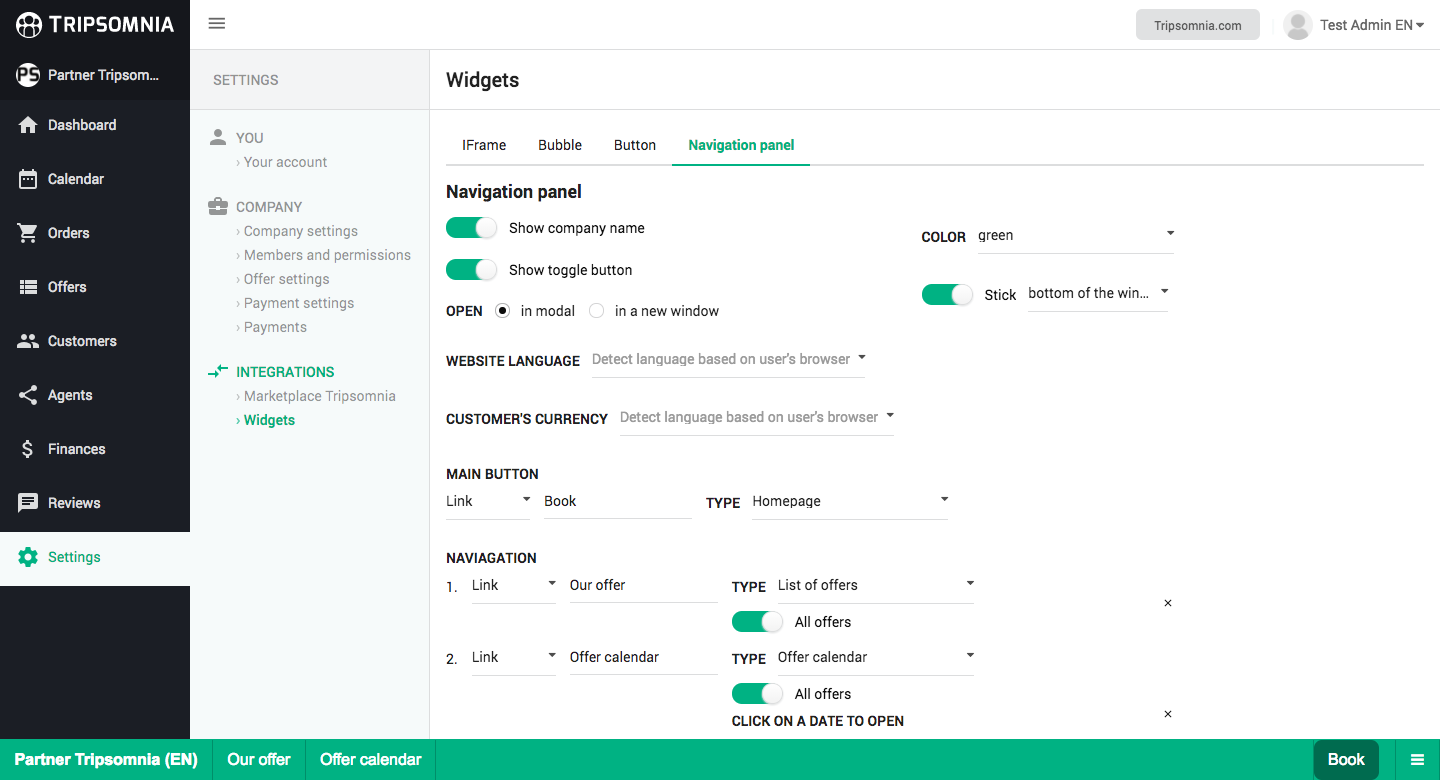 TRIPSOMNIA
Tripsomnia.com
Test Admin EN
PS
Partner Tripsom...
Dashboard
Calendar
Orders
Offers
Customers
Agents
Finances
Reviews
Settings
SETTINGS
YOU
› Your account
COMPANY
› Company settings
› Members and permissions
› Offer settings
› Payment settings
› Payments
INTEGRATIONS
› Marketplace Tripsomnia
› Widgets
Widgets
IFrame Bubble Button Navigation panel
Navigation panel
Show company name
COLOR green
Show toggle button
Stick bottom of the win...
OPEN in modal in a new window
WEBSITE LANGUAGE Detect language based on user's browser
CUSTOMER'S CURRENCY Detect language based on user's browser
MAIN BUTTON
Link Book TYPE Homepage
NAVIAGATION
1. Link Our offer TYPE List of offers
×
All offers
2. Link Offer calendar TYPE Offer calendar
All offers
×
CLICK ON A DATE TO OPEN
Partner Tripsomnia (EN) Our offer Offer calendar Book